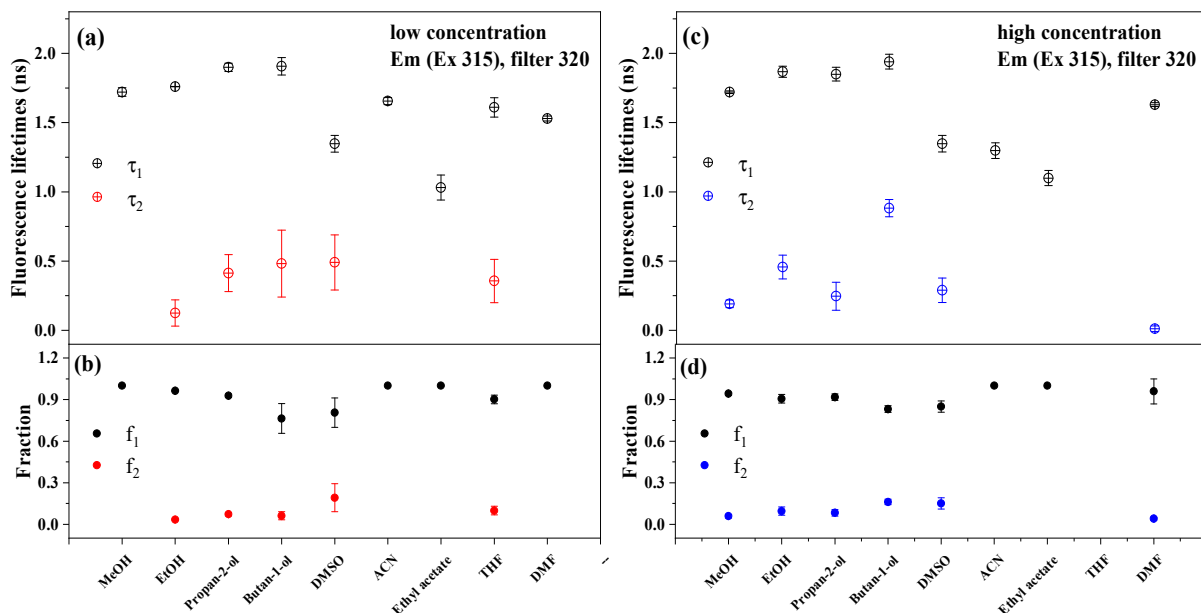 (a)
low concentration
Em (Ex 315), filter 320
Fluorescence lifetimes (ns)
2.0
1.5
1.0
0.5
0.0
τ1
τ2
(b)
Fraction
1.2
0.9
0.6
0.3
0.0
f1
f2
MeOH
EtOH
Propan-2-ol
Butan-1-ol
DMSO
ACN
Ethyl acetate
THF
DMF
--
(c)
high concentration
Em (Ex 315), filter 320
Fluorescence lifetimes (ns)
2.0
1.5
1.0
0.5
0.0
τ1
τ2
(d)
Fraction
1.2
0.9
0.6
0.3
0.0
f1
f2
MeOH
EtOH
Propan-2-ol
Butan-1-ol
DMSO
ACN
Ethyl acetate
THF
DMF